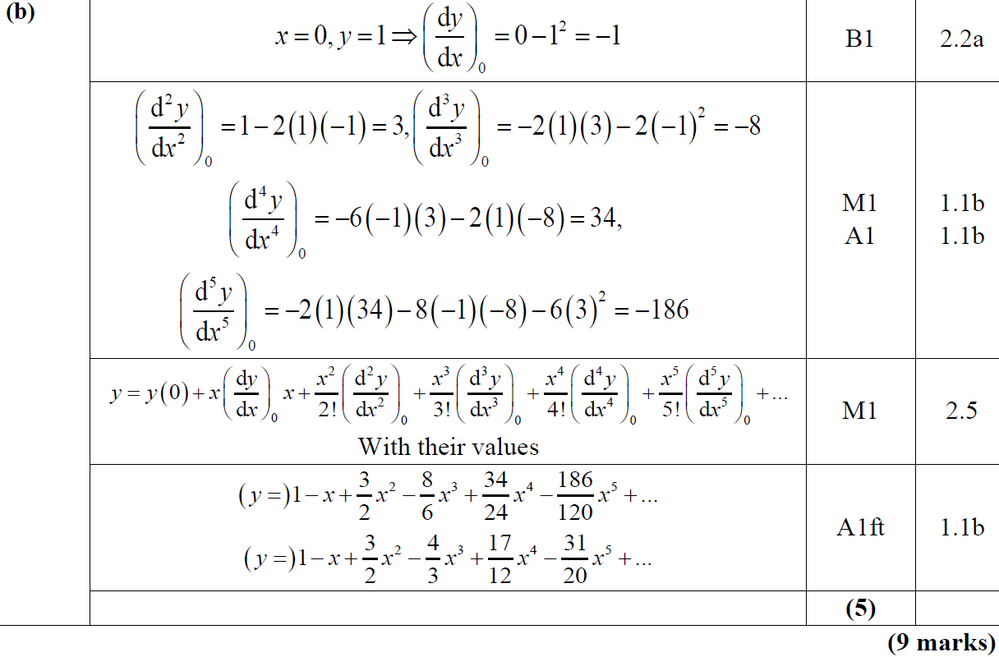 (b) $x = 0, y = 1 \Rightarrow \left(\frac{\mathrm{d}y}{\mathrm{d}x}\right)_0 = 0 - 1^2 = -1$ B1 2.2a
$\left(\frac{\mathrm{d}^2y}{\mathrm{d}x^2}\right)_0 = 1 - 2(1)(-1) = 3, \left(\frac{\mathrm{d}^3y}{\mathrm{d}x^3}\right)_0 = -2(1)(3) - 2(-1)^2 = -8$
$\left(\frac{\mathrm{d}^4y}{\mathrm{d}x^4}\right)_0 = -6(-1)(3) - 2(1)(-8) = 34,$ M1 1.1b
A1 1.1b
$\left(\frac{\mathrm{d}^5y}{\mathrm{d}x^5}\right)_0 = -2(1)(34) - 8(-1)(-8) - 6(3)^2 = -186$
$y = y(0) + x\left(\frac{\mathrm{d}y}{\mathrm{d}x}\right)_0 x + \frac{x^2}{2!}\left(\frac{\mathrm{d}^2y}{\mathrm{d}x^2}\right)_0 + \frac{x^3}{3!}\left(\frac{\mathrm{d}^3y}{\mathrm{d}x^3}\right)_0 + \frac{x^4}{4!}\left(\frac{\mathrm{d}^4y}{\mathrm{d}x^4}\right)_0 + \frac{x^5}{5!}\left(\frac{\mathrm{d}^5y}{\mathrm{d}x^5}\right)_0 + ...$ M1 2.5
With their values
$(y =) 1 - x + \frac{3}{2}x^2 - \frac{8}{6}x^3 + \frac{34}{24}x^4 - \frac{186}{120}x^5 + ...$
A1ft 1.1b
$(y =) 1 - x + \frac{3}{2}x^2 - \frac{4}{3}x^3 + \frac{17}{12}x^4 - \frac{31}{20}x^5 + ...$
(5)
(9 marks)